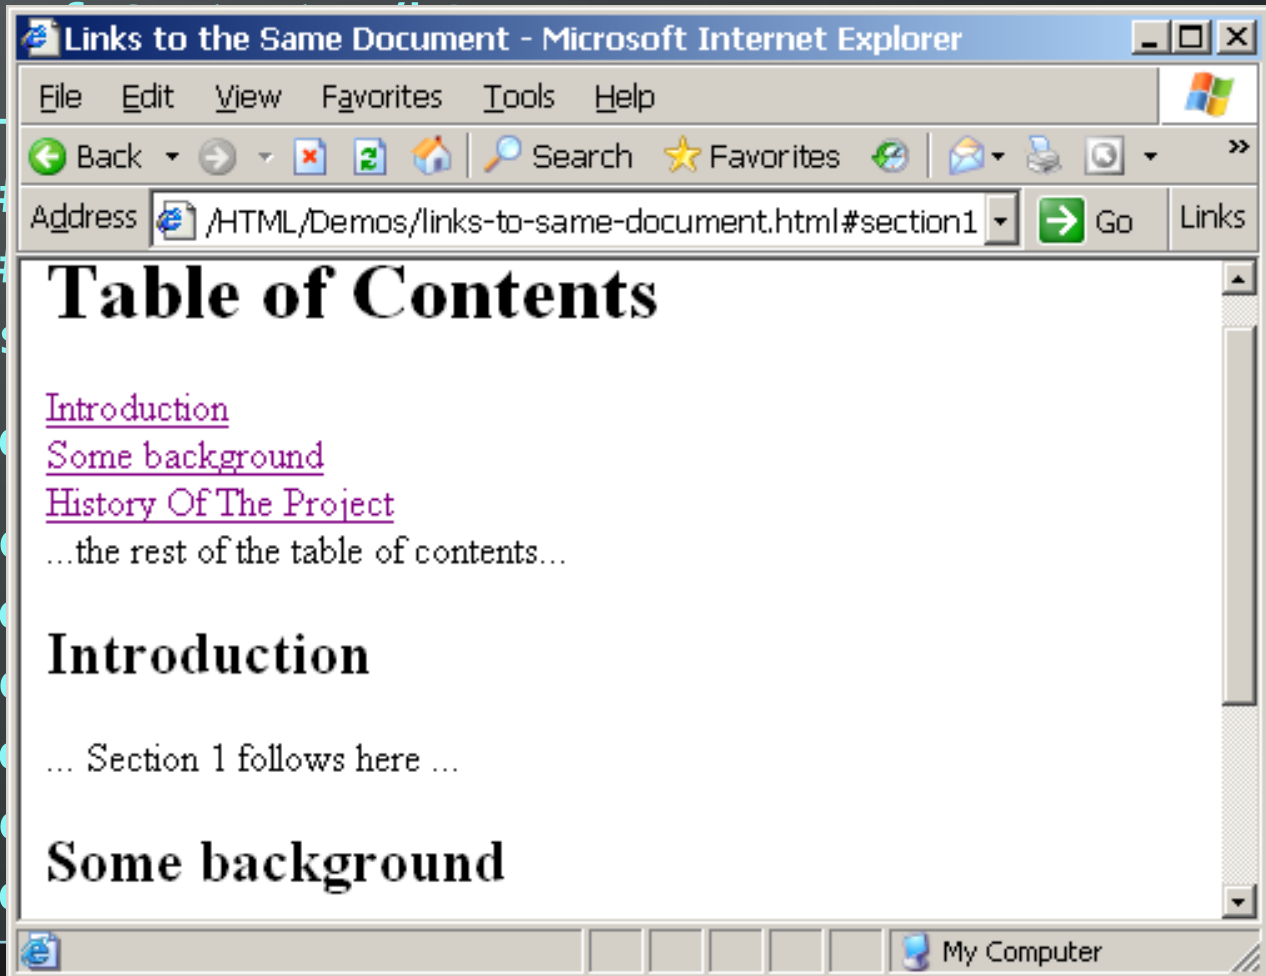 Links to the Same Document - Microsoft Internet Explorer
File Edit View Favorites Tools Help
Back Search Favorites »
Address /HTML/Demos/links-to-same-document.html#section1 Go Links
Table of Contents
Introduction
Some background
History Of The Project
...the rest of the table of contents...
Introduction
... Section 1 follows here ...
Some background
My Computer